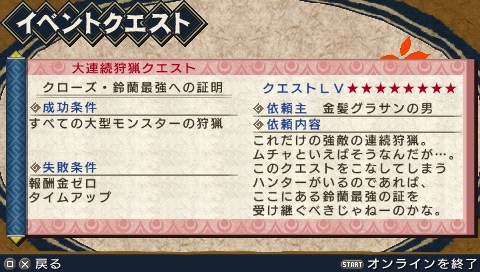 イベントクエスト
大連続狩猟クエスト
クローズ・鈴蘭最強への証明
クエストLV★★★★★★★★
成功条件
すべての大型モンスターの狩猟
失敗条件
報酬金ゼロ
タイムアップ
依頼主 金髪グラサンの男
依頼内容
これだけの強敵の連続狩猟。
ムチャといえばそうなんだが…。
このクエストをこなしてしまう
ハンターがいるのであれば、
ここにある鈴蘭最強の証を
受け継ぐべきじゃねーのかな。
戻る
START オンラインを終了